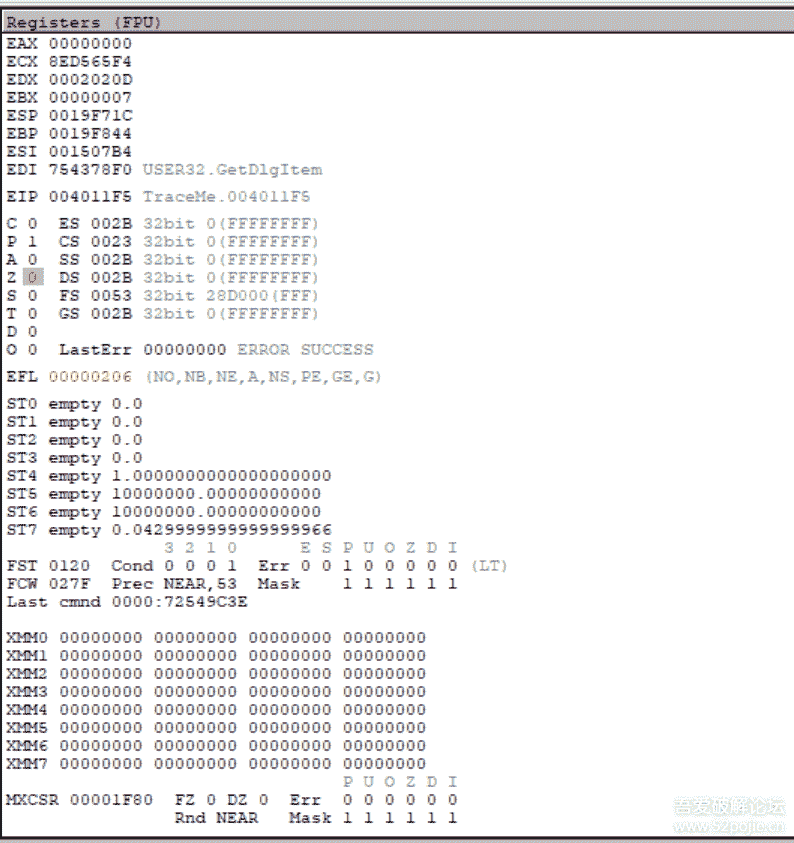 Registers (FPU)
EAX 00000000
ECX 8ED565F4
EDX 0002020D
EBX 00000007
ESP 0019F71C
EBP 0019F844
ESI 001507B4
EDI 754378F0 USER32.GetDlgItem
EIP 004011F5 TraceMe.004011F5
C 0 ES 002B 32bit 0(FFFFFFFF)
P 1 CS 0023 32bit 0(FFFFFFFF)
A 0 SS 002B 32bit 0(FFFFFFFF)
Z 0 DS 002B 32bit 0(FFFFFFFF)
S 0 FS 0053 32bit 28D000(FFF)
T 0 GS 002B 32bit 0(FFFFFFFF)
D 0
O 0 LastErr 00000000 ERROR SUCCESS
EFL 00000206 (NO,NB,NE,A,NS,PE,GE,G)
ST0 empty 0.0
ST1 empty 0.0
ST2 empty 0.0
ST3 empty 0.0
ST4 empty 1.0000000000000000000
ST5 empty 10000000.00000000000
ST6 empty 10000000.00000000000
ST7 empty 0.0429999999999999966
3 2 1 0 E S P U O Z D I
FST 0120 Cond 0 0 0 1 Err 0 0 1 0 0 0 0 0 (LT)
FCW 027F Prec NEAR,53 Mask 1 1 1 1 1 1
Last cmnd 0000:72549C3E
XMM0 00000000 00000000 00000000 00000000
XMM1 00000000 00000000 00000000 00000000
XMM2 00000000 00000000 00000000 00000000
XMM3 00000000 00000000 00000000 00000000
XMM4 00000000 00000000 00000000 00000000
XMM5 00000000 00000000 00000000 00000000
XMM6 00000000 00000000 00000000 00000000
XMM7 00000000 00000000 00000000 00000000
P U O Z D I
MXCSR 00001F80 FZ 0 DZ 0 Err 0 0 0 0 0 0
Rnd NEAR Mask 1 1 1 1 1 1
吾爱破解论坛
www.52pojie.cn